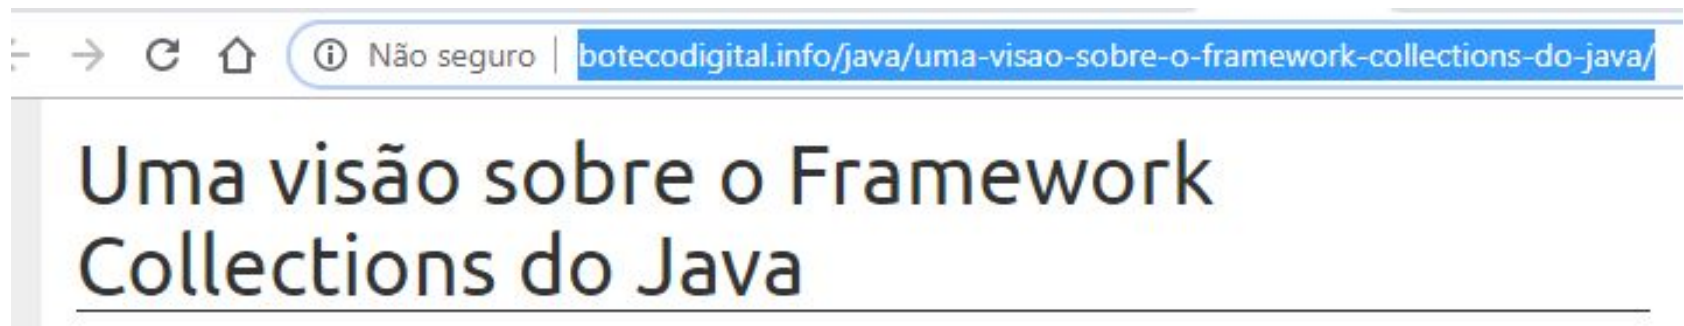 Não seguro | botecodigital.info/java/uma-visao-sobre-o-framework-collections-do-java/
Uma visão sobre o Framework
Collections do Java